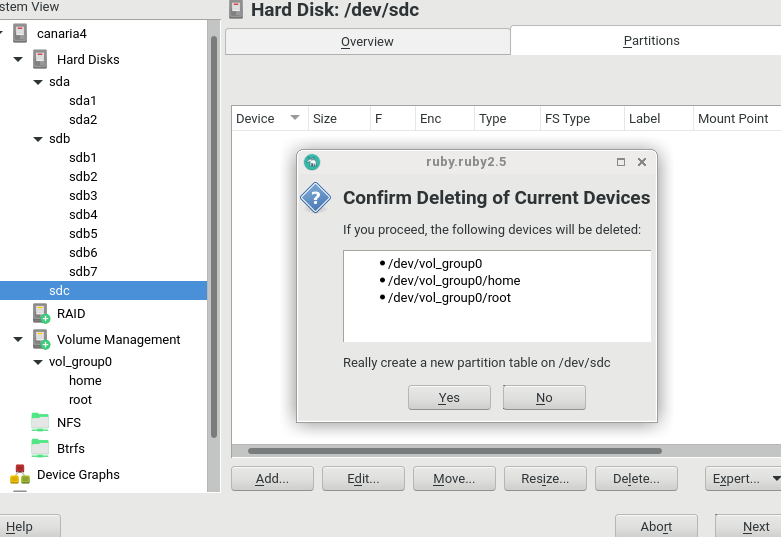 stem View
canaria4
Hard Disks
sda
sda1
sda2
sdb
sdb1
sdb2
sdb3
sdb4
sdb5
sdb6
sdb7
sdc
RAID
Volume Management
vol_group0
home
root
NFS
Btrfs
Device Graphs
Help
Hard Disk: /dev/sdc
Overview Partitions
Device Size F Enc Type FS Type Label Mount Point
ruby.ruby2.5
Confirm Deleting of Current Devices
If you proceed, the following devices will be deleted:
• /dev/vol_group0
• /dev/vol_group0/home
• /dev/vol_group0/root
Really create a new partition table on /dev/sdc
Yes No
Add... Edit... Move... Resize... Delete... Expert...
Abort Next